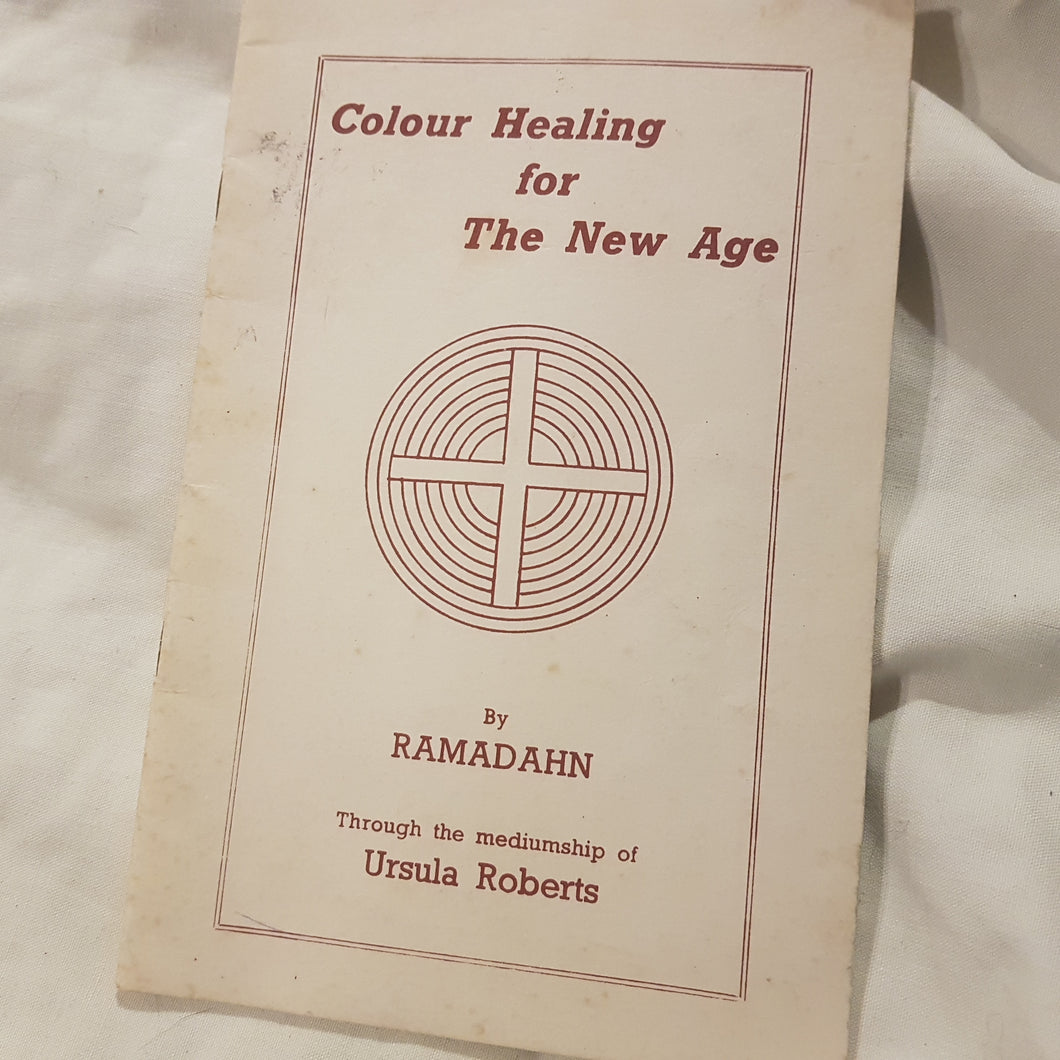 Colour Healing
for
The New Age
By
RAMADAHN
Through the mediumship of
Ursula Roberts